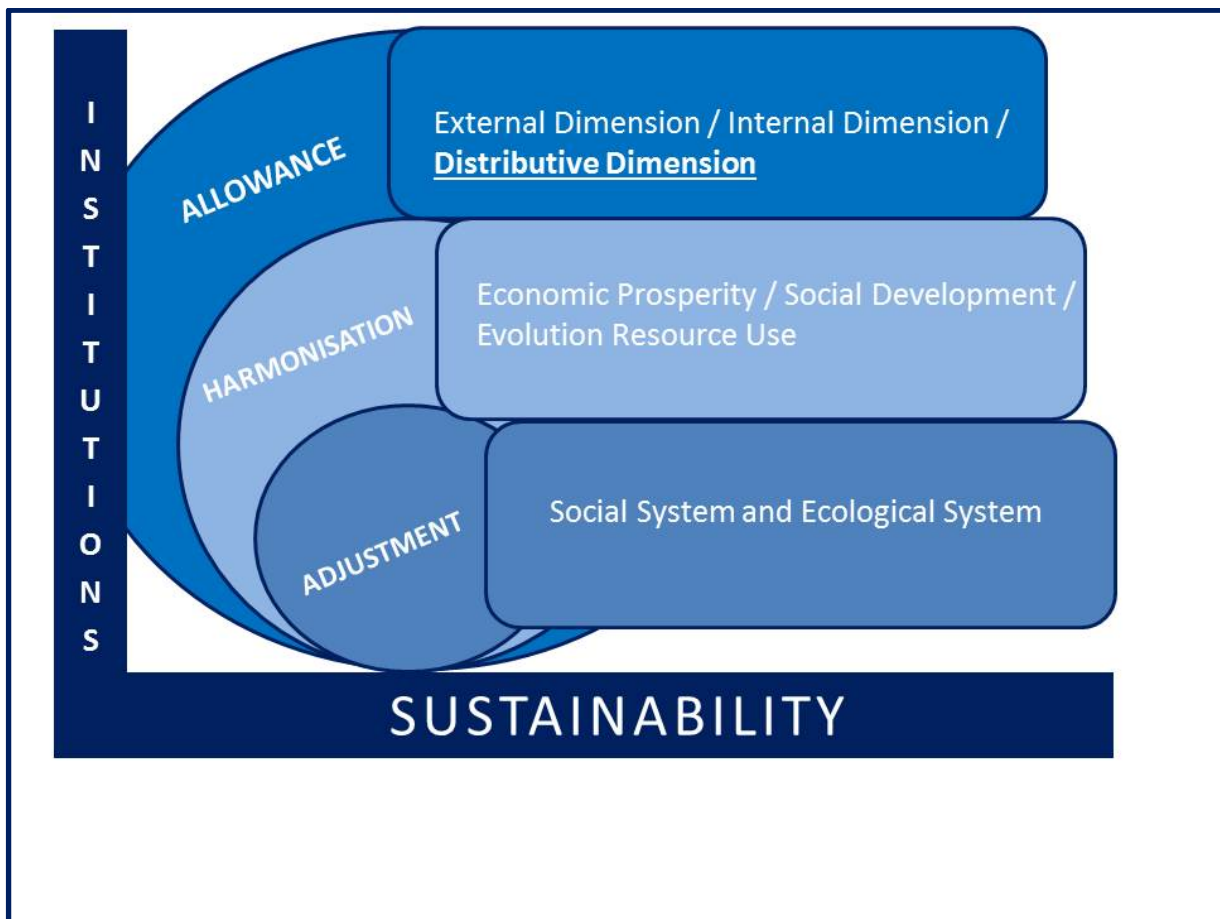 INSTITUTIONS
ALLOWANCE
External Dimension / Internal Dimension /
Distributive Dimension
HARMONISATION
Economic Prosperity / Social Development /
Evolution Resource Use
ADJUSTMENT
Social System and Ecological System
SUSTAINABILITY